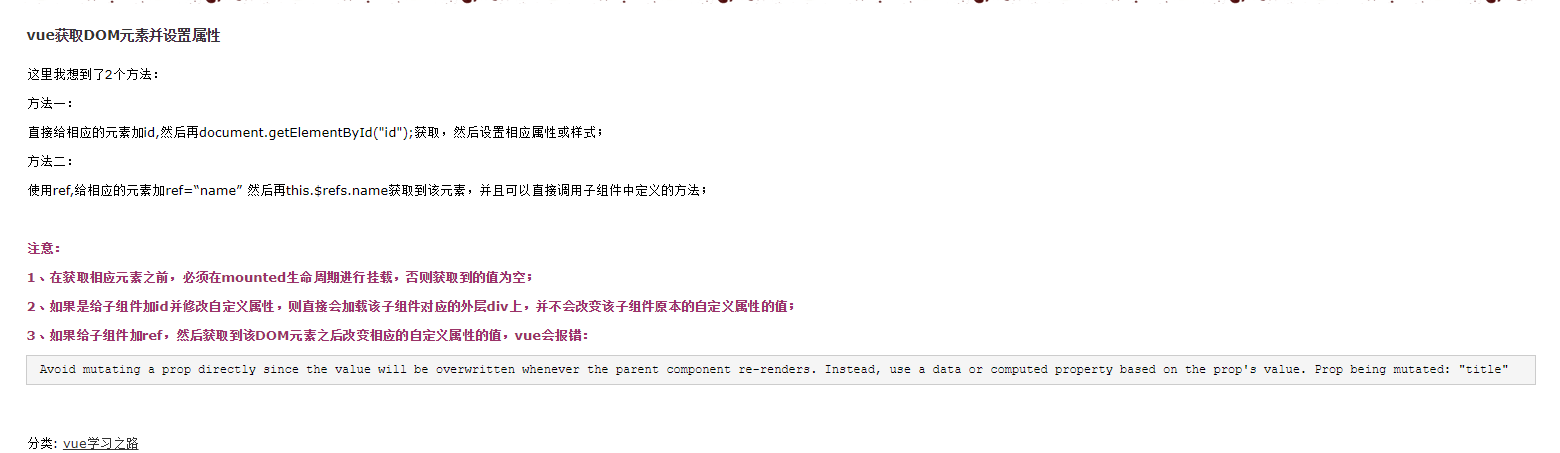 vue获取DOM元素并设置属性
这里我想到了2个方法：
方法一：
直接给相应的元素加id,然后再document.getElementById("id");获取，然后设置相应属性或样式；
方法二：
使用ref,给相应的元素加ref=“name” 然后再this.$refs.name获取到该元素，并且可以直接调用子组件中定义的方法；
注意：
1、在获取相应元素之前，必须在mounted生命周期进行挂载，否则获取到的值为空；
2、如果是给子组件加id并修改自定义属性，则直接会加载该子组件对应的外层div上，并不会改变该子组件原本的自定义属性的值；
3、如果给子组件加ref，然后获取到该DOM元素之后改变相应的自定义属性的值，vue会报错：
Avoid mutating a prop directly since the value will be overwritten whenever the parent component re-renders. Instead, use a data or computed property based on the prop's value. Prop being mutated: "title"
分类: vue学习之路